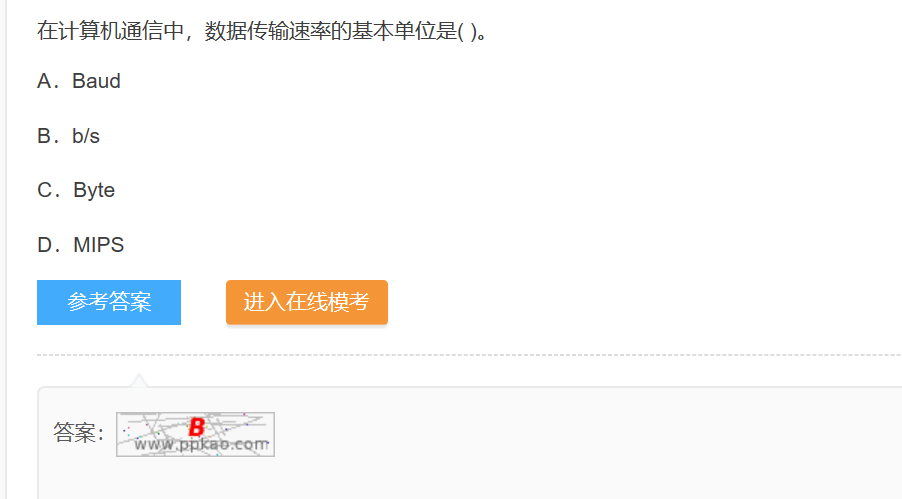 在计算机通信中，数据传输速率的基本单位是( )。
A．Baud
B．b/s
C．Byte
D．MIPS
参考答案
进入在线模考
答案：B
www.ppkao.com